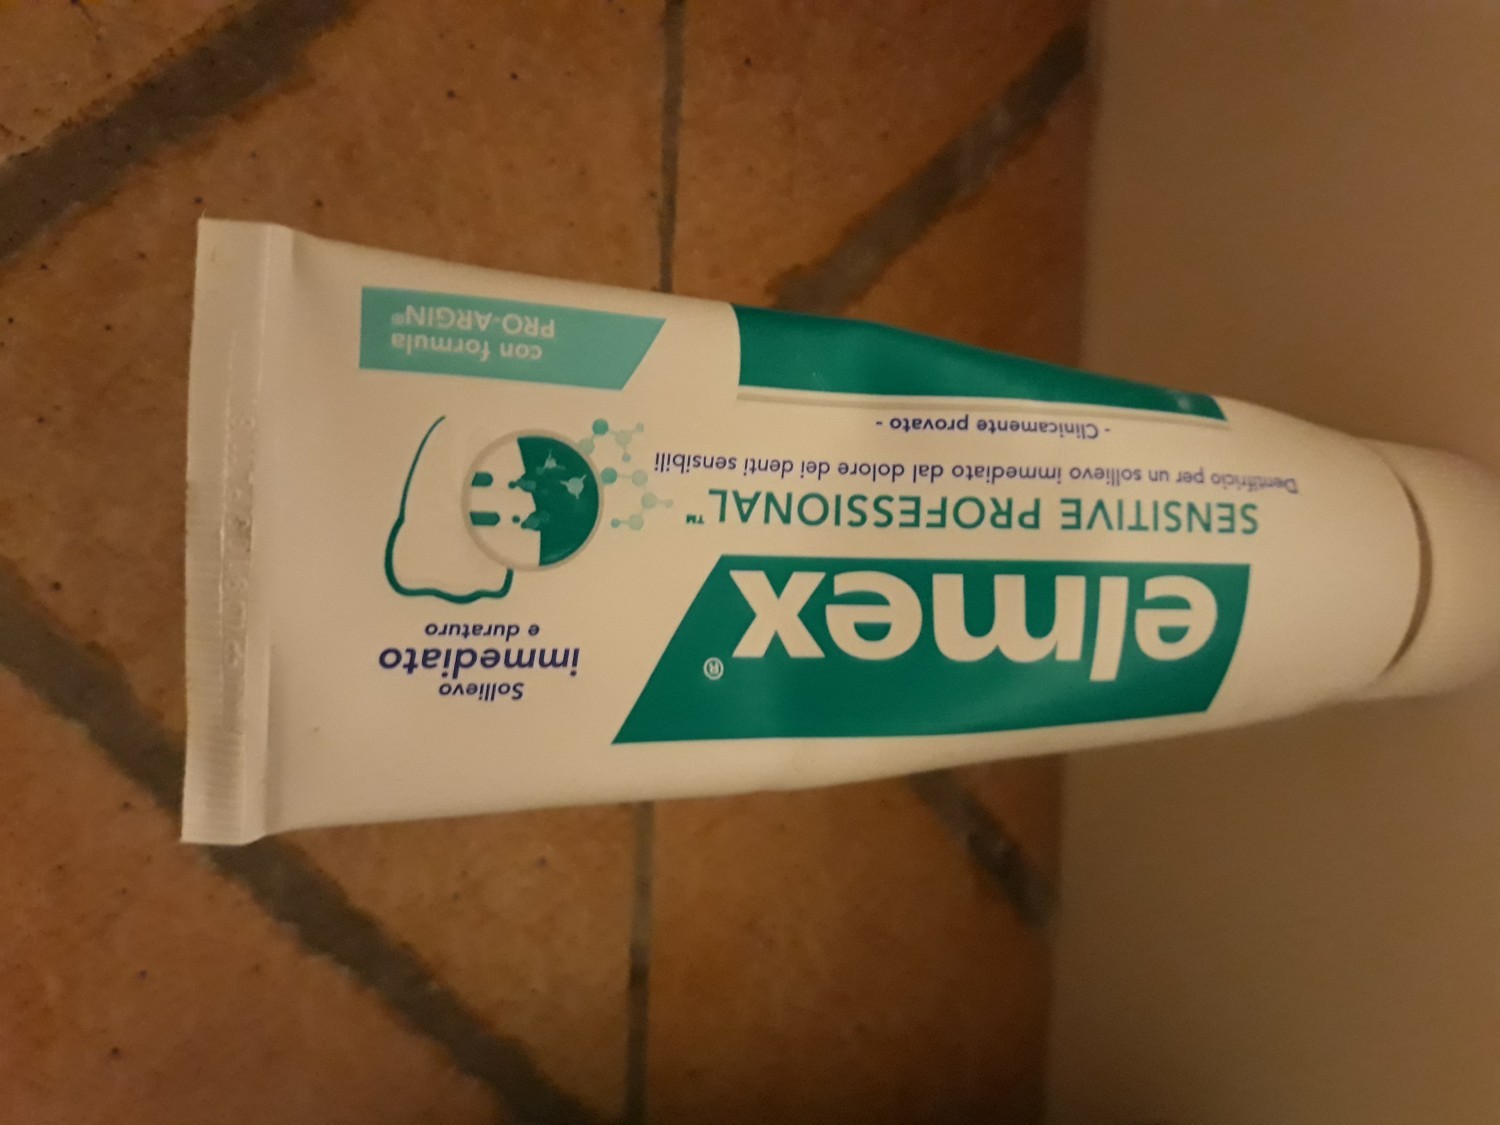 elmex®
SENSITIVE PROFESSIONAL™
Dentifricio per un sollievo immediato dal dolore dei denti sensibili
- Clinicamente provato -
Sollievo
immediato
e duraturo
con formula
PRO-ARGIN®